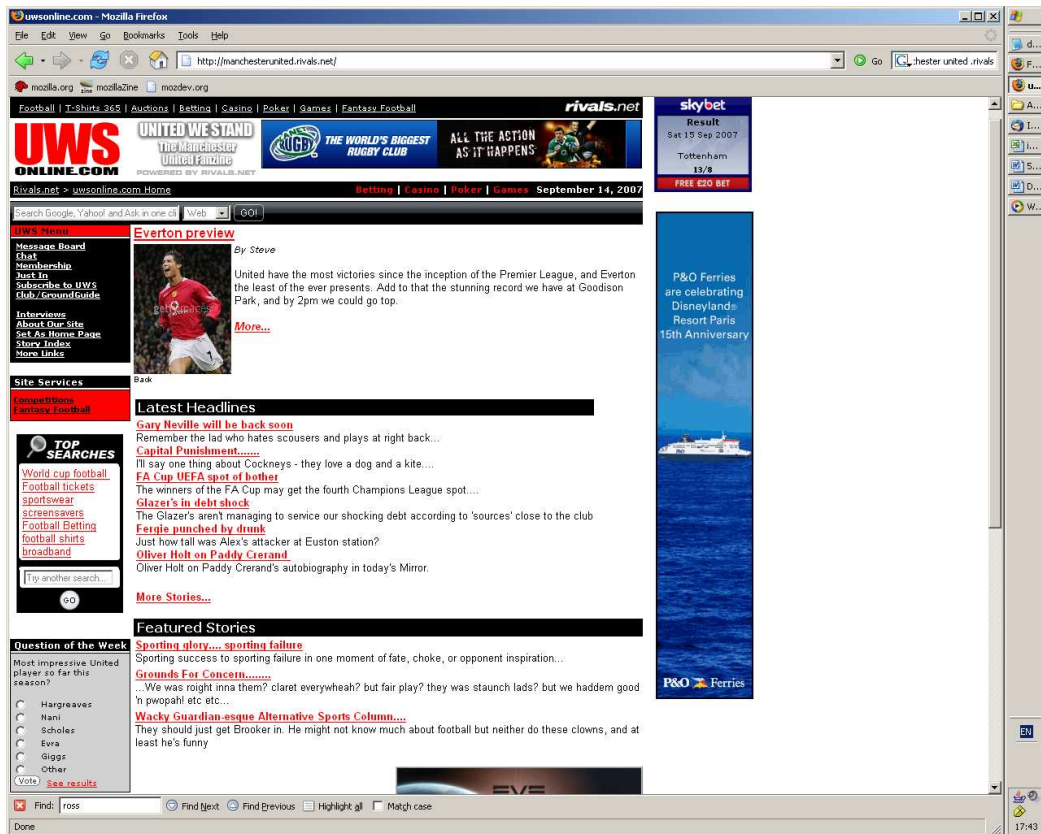 uwsonline.com - Mozilla Firefox
File Edit View Go Bookmarks Tools Help
http://manchesterunited.rivals.net/ Go :hester united .rivals
mozilla.org mozillaZine mozdev.org
Football | T-Shirts 365 | Auctions | Betting | Casino | Poker | Games | Fantasy Football rivals.net
UWS
ONLINE.COM
UNITED WE STAND
The Manchester
United Fanzine
POWERED BY RIVALS.NET
RUGBY THE WORLD'S BIGGEST
RUGBY CLUB
ALL THE ACTION
AS IT HAPPENS
skybet
Result
Sat 15 Sep 2007
Tottenham
13/8
FREE £20 BET
Rivals.net > uwsonline.com Home Betting | Casino | Poker | Games September 14, 2007
Search Google, Yahoo! and Ask in one cli Web GO!
UWS Menu
Message Board
Chat
Membership
Just In
Subscribe to UWS
Club/GroundGuide
Interviews
About Our Site
Set As Home Page
Story Index
More Links
Site Services
Competitions
Fantasy Football
TOP
SEARCHES
World cup football
Football tickets
sportswear
screensavers
Football Betting
football shirts
broadband
Try another search...
GO
Question of the Week
Most impressive United
player so far this
season?
Hargreaves
Nani
Scholes
Evra
Giggs
Other
Vote See results
Everton preview
By Steve
United have the most victories since the inception of the Premier League, and Everton
the least of the ever presents. Add to that the stunning record we have at Goodison
Park, and by 2pm we could go top.
More...
Back
Latest Headlines
Gary Neville will be back soon
Remember the lad who hates scousers and plays at right back...
Capital Punishment.......
I'll say one thing about Cockneys - they love a dog and a kite....
FA Cup UEFA spot of bother
The winners of the FA Cup may get the fourth Champions League spot....
Glazer's in debt shock
The Glazer's aren't managing to service our shocking debt according to 'sources' close to the club
Fergie punched by drunk
Just how tall was Alex's attacker at Euston station?
Oliver Holt on Paddy Crerand
Oliver Holt on Paddy Crerand's autobiography in today's Mirror.
More Stories...
Featured Stories
Sporting glory.... sporting failure
Sporting success to sporting failure in one moment of fate, choke, or opponent inspiration...
Grounds For Concern........
...We was roight inna them? claret everywheah? but fair play? they was staunch lads? but we haddem good
'n pwopah! etc etc...
Wacky Guardian-esque Alternative Sports Column....
They should just get Brooker in. He might not know much about football but neither do these clowns, and at
least he's funny
EVE
P&O Ferries
are celebrating
Disneyland®
Resort Paris
15th Anniversary
P&O Ferries
Find: ross Find Next Find Previous Highlight all Match case
Done
d...
F...
u...
A...
I...
i...
5...
D...
W...
EN
17:43